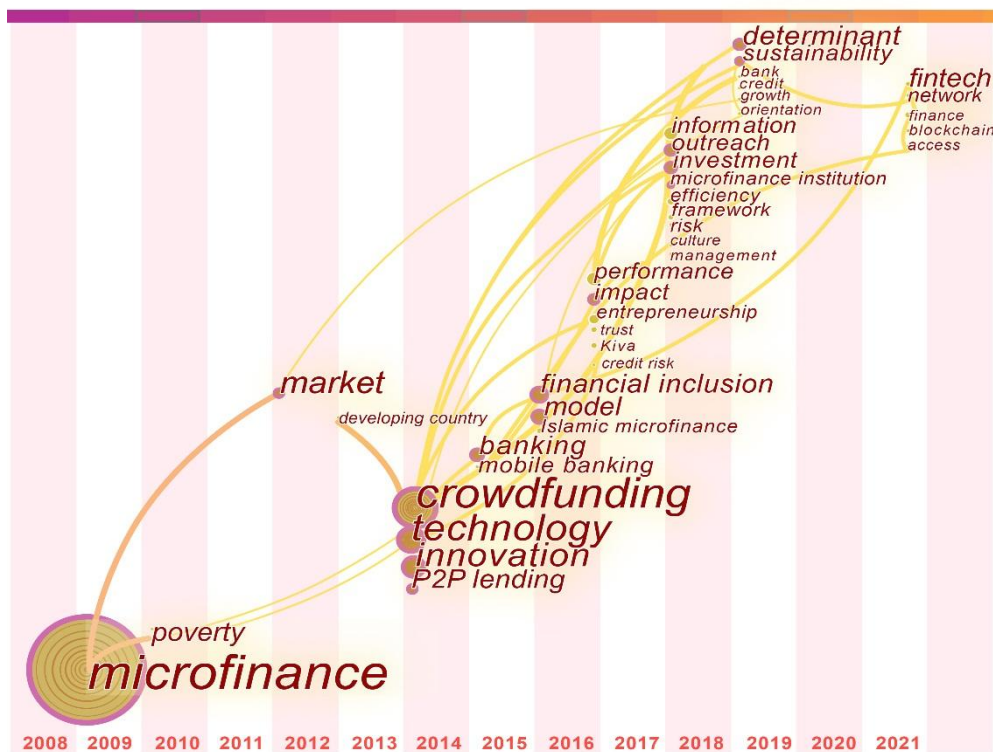 determinant
sustainability
bank
credit
growth
orientation
fintech
network
finance
blockchain
access
information
outreach
investment
microfinance institution
efficiency
framework
risk
culture
management
performance
impact
entrepreneurship
trust
Kiva
credit risk
market
financial inclusion
developing country
model
Islamic microfinance
banking
mobile banking
crowdfunding
technology
innovation
P2P lending
poverty
microfinance
2008 2009 2010 2011 2012 2013 2014 2015 2016 2017 2018 2019 2020 2021